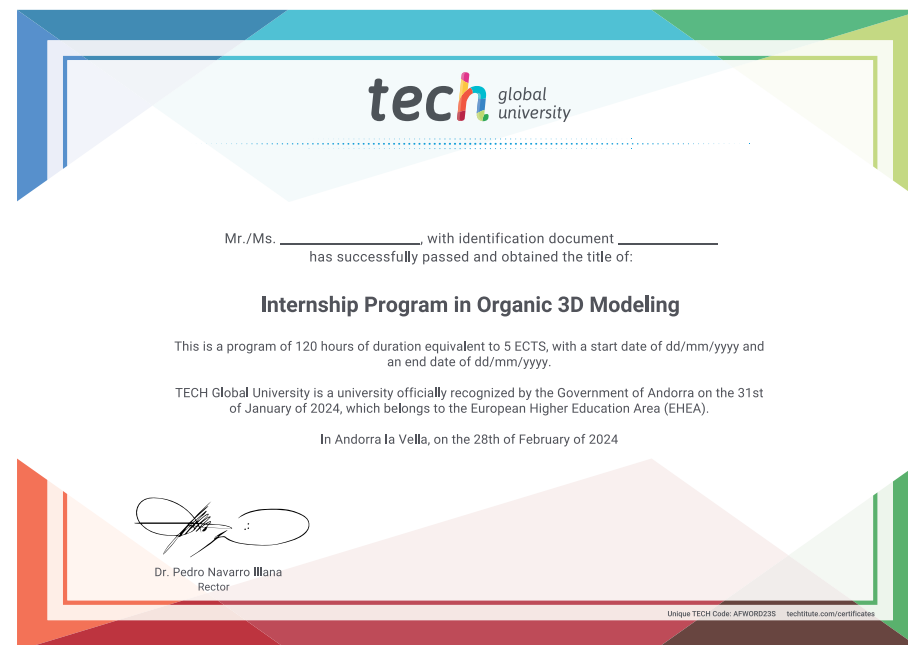 tech global university
Mr./Ms. ____________, with identification document ____________
has successfully passed and obtained the title of:
Internship Program in Organic 3D Modeling
This is a program of 120 hours of duration equivalent to 5 ECTS, with a start date of dd/mm/yyyy and
an end date of dd/mm/yyyy.
TECH Global University is a university officially recognized by the Government of Andorra on the 31st
of January of 2024, which belongs to the European Higher Education Area (EHEA).
In Andorra la Vella, on the 28th of February of 2024
Dr. Pedro Navarro Illana
Rector
Unique TECH Code: AFWORD23S techtitute.com/certificates